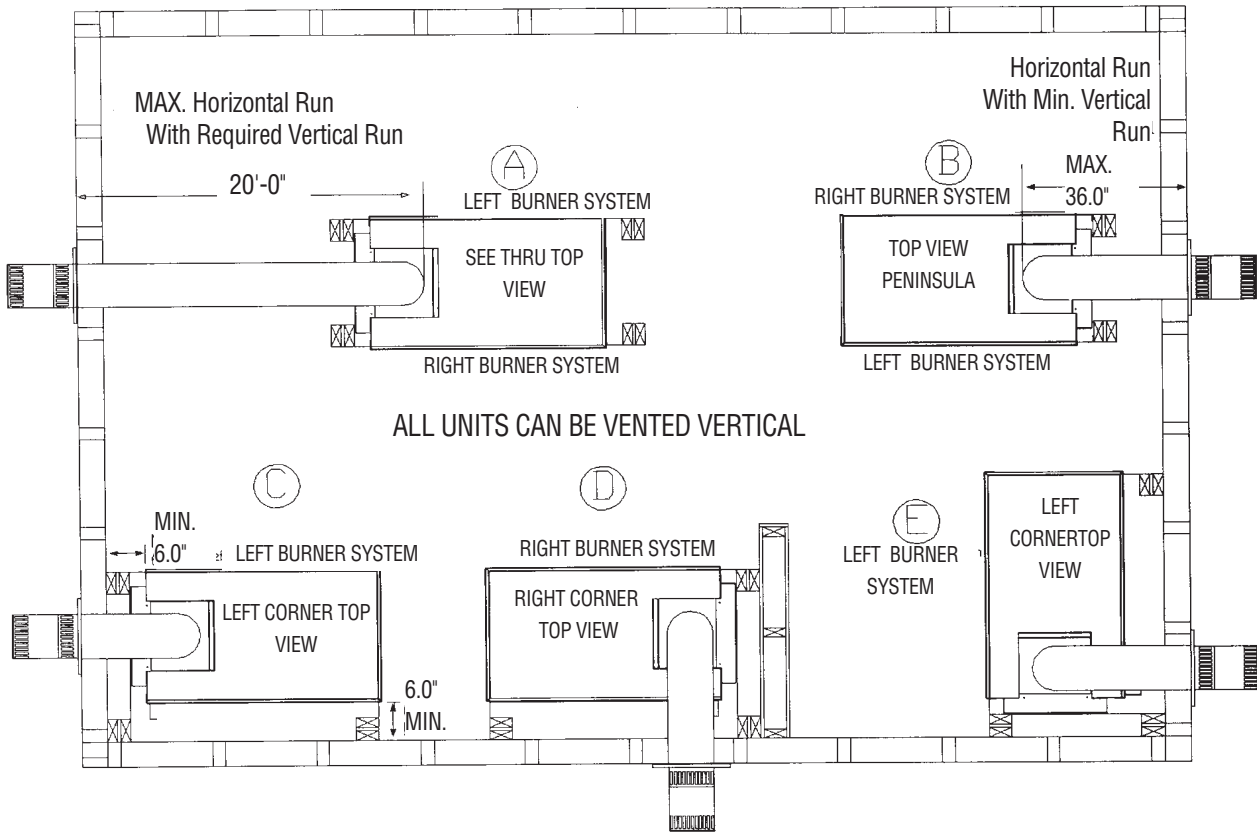 MAX. Horizontal Run
With Required Vertical Run
20'-0"
A
LEFT BURNER SYSTEM
SEE THRU TOP
VIEW
RIGHT BURNER SYSTEM
Horizontal Run
With Min. Vertical
Run
B
MAX.
36.0"
RIGHT BURNER SYSTEM
TOP VIEW
PENINSULA
LEFT BURNER SYSTEM
ALL UNITS CAN BE VENTED VERTICAL
C
MIN.
6.0"
LEFT BURNER SYSTEM
LEFT CORNER TOP
VIEW
6.0"
MIN.
D
RIGHT BURNER SYSTEM
RIGHT CORNER
TOP VIEW
E
LEFT BURNER
SYSTEM
LEFT
CORNERTOP
VIEW